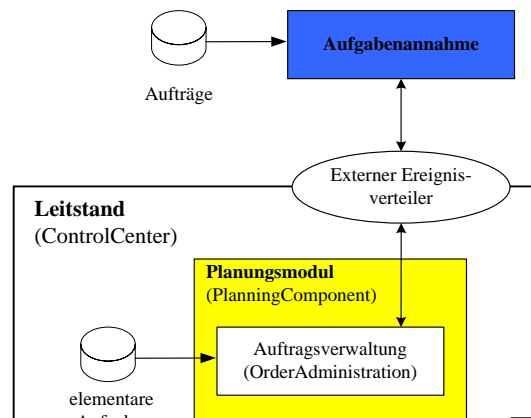 Aufgabenannahme
Aufträge
Externer Ereignis-
verteiler
Leitstand
(ControlCenter)
Planungsmodul
(PlanningComponent)
Auftragsverwaltung
(OrderAdministration)
elementare